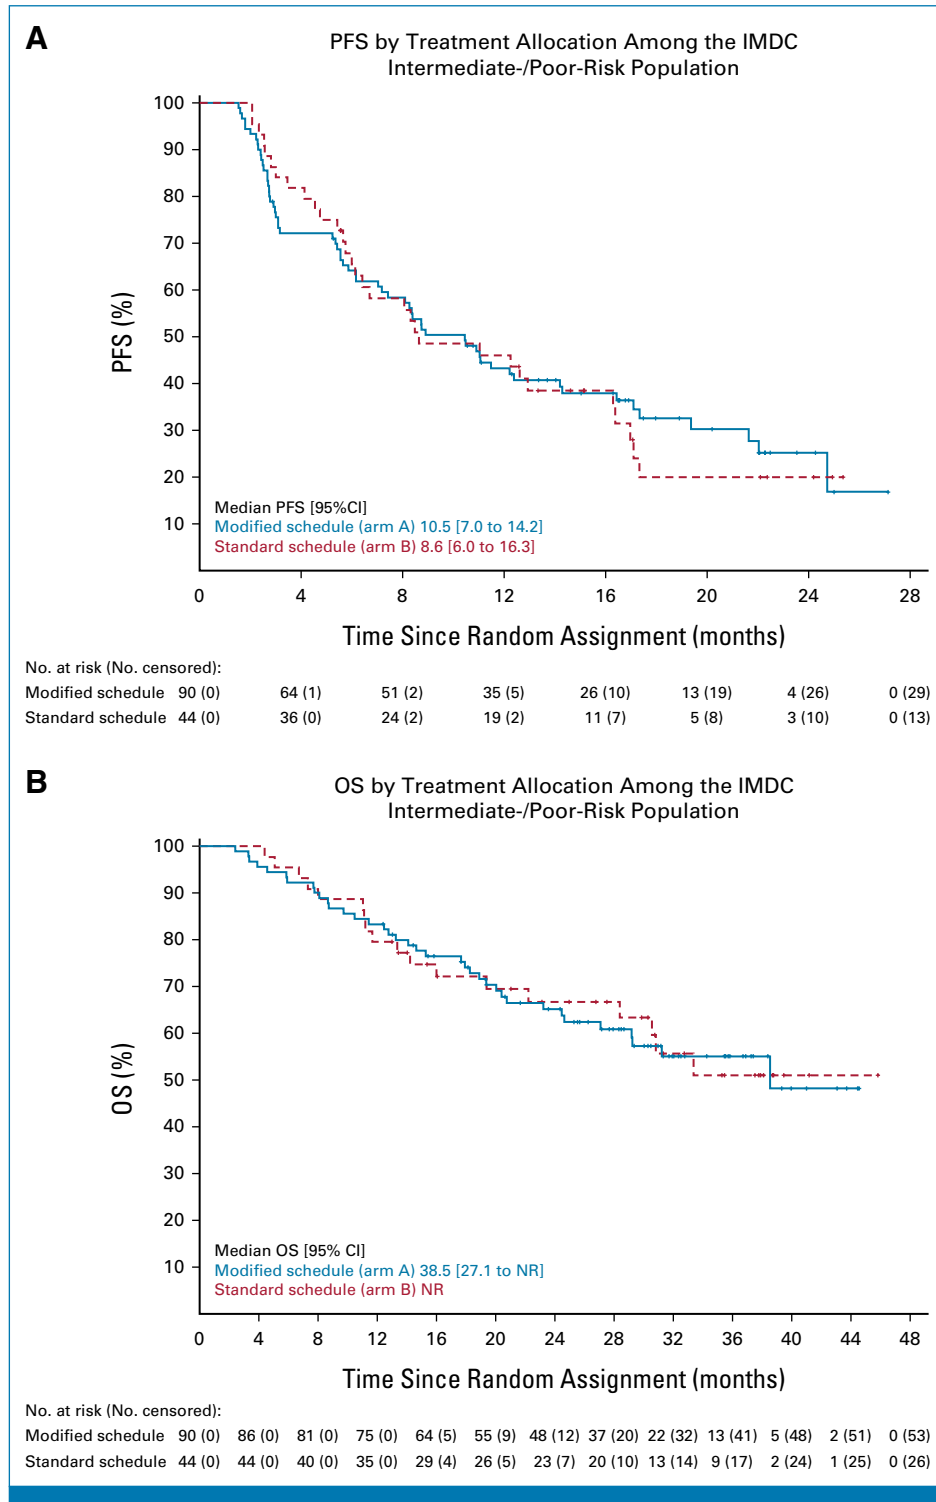 A
PFS by Treatment Allocation Among the IMDC
Intermediate-/Poor-Risk Population
100
90
80
70
60
50
40
30
20
10
PFS (%)
Median PFS [95%CI]
Modified schedule (arm A) 10.5 [7.0 to 14.2]
Standard schedule (arm B) 8.6 [6.0 to 16.3]
0 4 8 12 16 20 24 28
Time Since Random Assignment (months)
No. at risk (No. censored):
Modified schedule 90 (0) 64 (1) 51 (2) 35 (5) 26 (10) 13 (19) 4 (26) 0 (29)
Standard schedule 44 (0) 36 (0) 24 (2) 19 (2) 11 (7) 5 (8) 3 (10) 0 (13)
B
OS by Treatment Allocation Among the IMDC
Intermediate-/Poor-Risk Population
100
90
80
70
60
50
40
30
20
10
OS (%)
Median OS [95% CI]
Modified schedule (arm A) 38.5 [27.1 to NR]
Standard schedule (arm B) NR
0 4 8 12 16 20 24 28 32 36 40 44 48
Time Since Random Assignment (months)
No. at risk (No. censored):
Modified schedule 90 (0) 86 (0) 81 (0) 75 (0) 64 (5) 55 (9) 48 (12) 37 (20) 22 (32) 13 (41) 5 (48) 2 (51) 0 (53)
Standard schedule 44 (0) 44 (0) 40 (0) 35 (0) 29 (4) 26 (5) 23 (7) 20 (10) 13 (14) 9 (17) 2 (24) 1 (25) 0 (26)